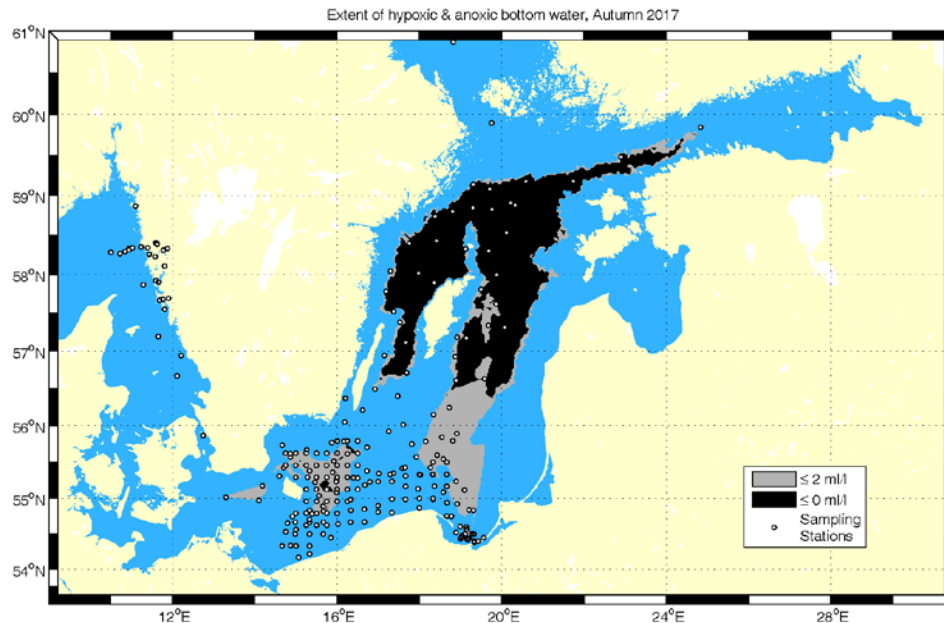 Extent of hypoxic & anoxic bottom water, Autumn 2017
61°N
60°N
59°N
58°N
57°N
56°N
55°N
54°N
≤ 2 ml/l
≤ 0 ml/l
Sampling
Stations
12°E
16°E
20°E
24°E
28°E